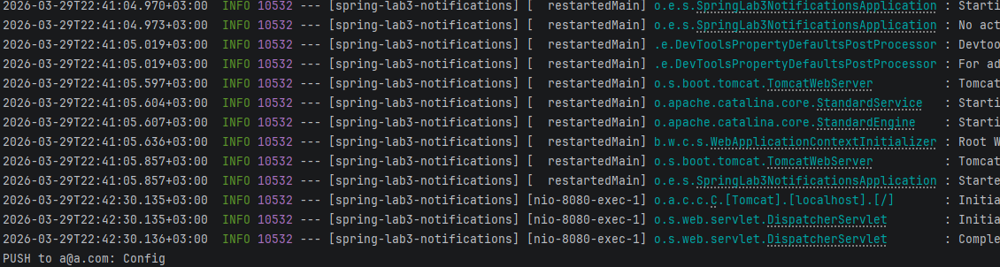 2026-03-29T22:41:04.970+03:00  INFO 10532 --- [spring-lab3-notifications] [  restartedMain] o.e.s.SpringLab3NotificationsApplication : Starti
2026-03-29T22:41:04.973+03:00  INFO 10532 --- [spring-lab3-notifications] [  restartedMain] o.e.s.SpringLab3NotificationsApplication : No act
2026-03-29T22:41:05.019+03:00  INFO 10532 --- [spring-lab3-notifications] [  restartedMain] .e.DevToolsPropertyDefaultsPostProcessor : Devtoo
2026-03-29T22:41:05.019+03:00  INFO 10532 --- [spring-lab3-notifications] [  restartedMain] .e.DevToolsPropertyDefaultsPostProcessor : For ad
2026-03-29T22:41:05.597+03:00  INFO 10532 --- [spring-lab3-notifications] [  restartedMain] o.s.boot.tomcat.TomcatWebServer          : Tomcat
2026-03-29T22:41:05.604+03:00  INFO 10532 --- [spring-lab3-notifications] [  restartedMain] o.apache.catalina.core.StandardService   : Starti
2026-03-29T22:41:05.607+03:00  INFO 10532 --- [spring-lab3-notifications] [  restartedMain] o.apache.catalina.core.StandardEngine    : Starti
2026-03-29T22:41:05.636+03:00  INFO 10532 --- [spring-lab3-notifications] [  restartedMain] b.w.c.s.WebApplicationContextInitializer : Root W
2026-03-29T22:41:05.857+03:00  INFO 10532 --- [spring-lab3-notifications] [  restartedMain] o.s.boot.tomcat.TomcatWebServer          : Tomcat
2026-03-29T22:41:05.857+03:00  INFO 10532 --- [spring-lab3-notifications] [  restartedMain] o.e.s.SpringLab3NotificationsApplication : Starte
2026-03-29T22:42:30.135+03:00  INFO 10532 --- [spring-lab3-notifications] [nio-8080-exec-1] o.a.c.c.C.[Tomcat].[localhost].[/]       : Initia
2026-03-29T22:42:30.135+03:00  INFO 10532 --- [spring-lab3-notifications] [nio-8080-exec-1] o.s.web.servlet.DispatcherServlet        : Initia
2026-03-29T22:42:30.136+03:00  INFO 10532 --- [spring-lab3-notifications] [nio-8080-exec-1] o.s.web.servlet.DispatcherServlet        : Comple
PUSH to a@a.com: Config